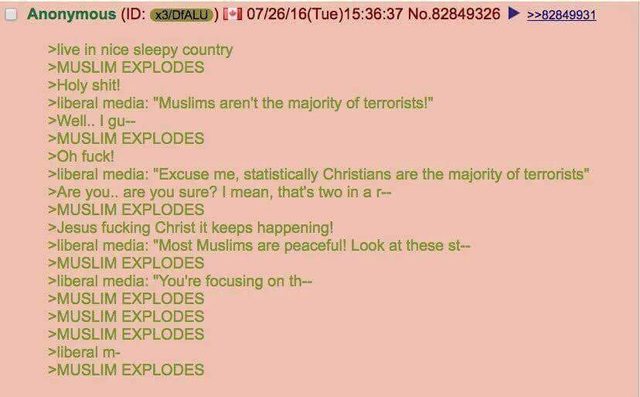 Anonymous (ID: x3/DfALU) 07/26/16(Tue)15:36:37 No.82849326 ▶ >>82849931
>live in nice sleepy country
>MUSLIM EXPLODES
>Holy shit!
>liberal media: "Muslims aren't the majority of terrorists!"
>Well.. I gu--
>MUSLIM EXPLODES
>Oh fuck!
>liberal media: "Excuse me, statistically Christians are the majority of terrorists"
>Are you.. are you sure? I mean, that's two in a r--
>MUSLIM EXPLODES
>Jesus fucking Christ it keeps happening!
>liberal media: "Most Muslims are peaceful! Look at these st--
>MUSLIM EXPLODES
>liberal media: "You're focusing on th--
>MUSLIM EXPLODES
>MUSLIM EXPLODES
>MUSLIM EXPLODES
>liberal m-
>MUSLIM EXPLODES